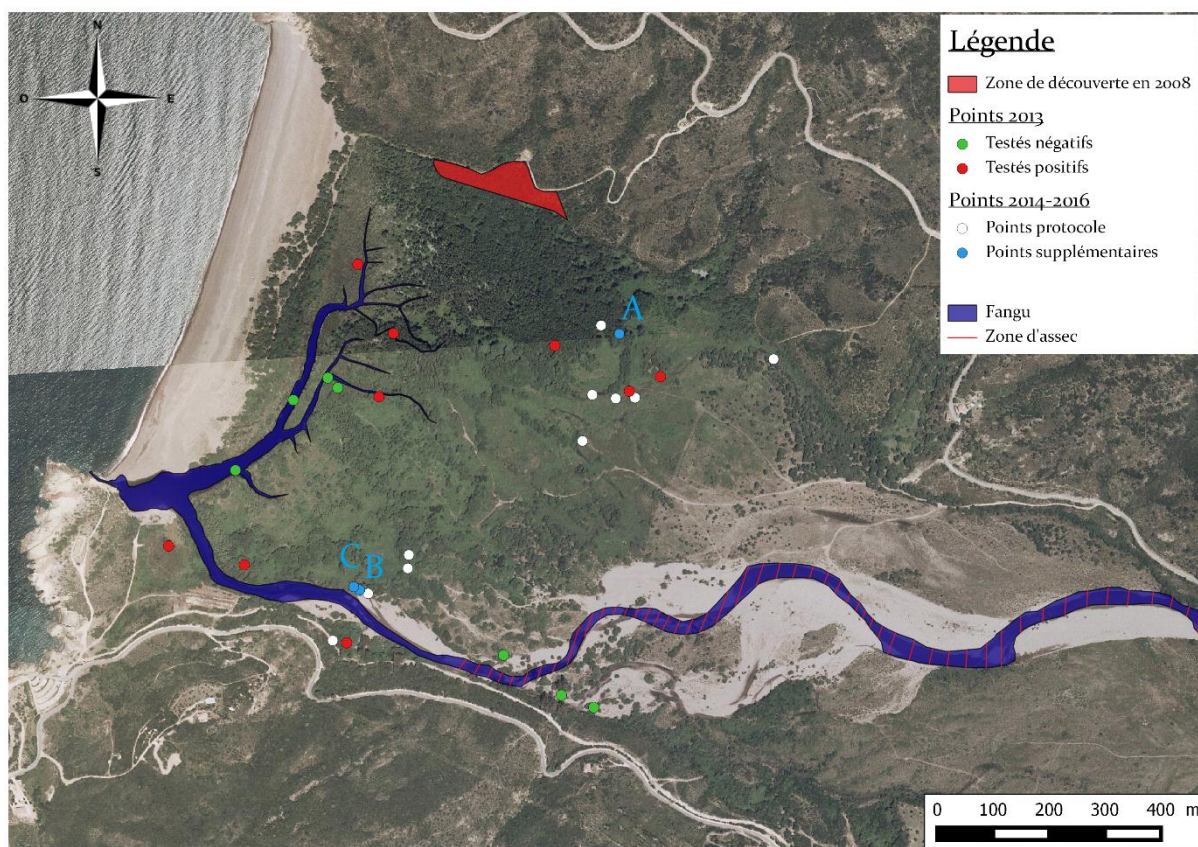 N
O
E
S
Légende
Zone de découverte en 2008
Points 2013
Testés négatifs
Testés positifs
Points 2014-2016
Points protocole
Points supplémentaires
Fangu
Zone d'assec
A
C B
0 100 200 300 400 m